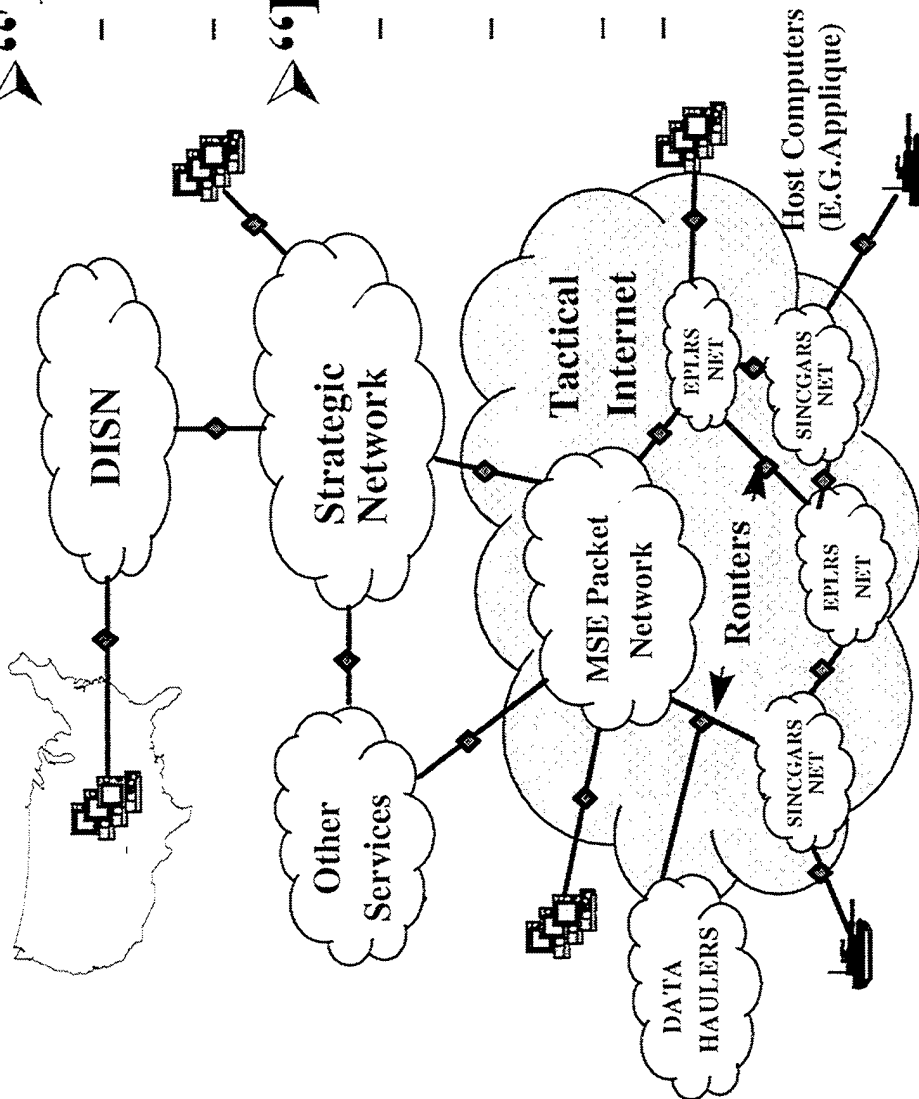 DISN
Strategic
Network
Other
Services
Tactical
Internet
MSE Packet
Network
EPLRS
NET
SINCGARS
NET
Routers
EPLRS
NET
SINCGARS
NET
DATA
HAULERS
Host Computers
(E.G.Applique)